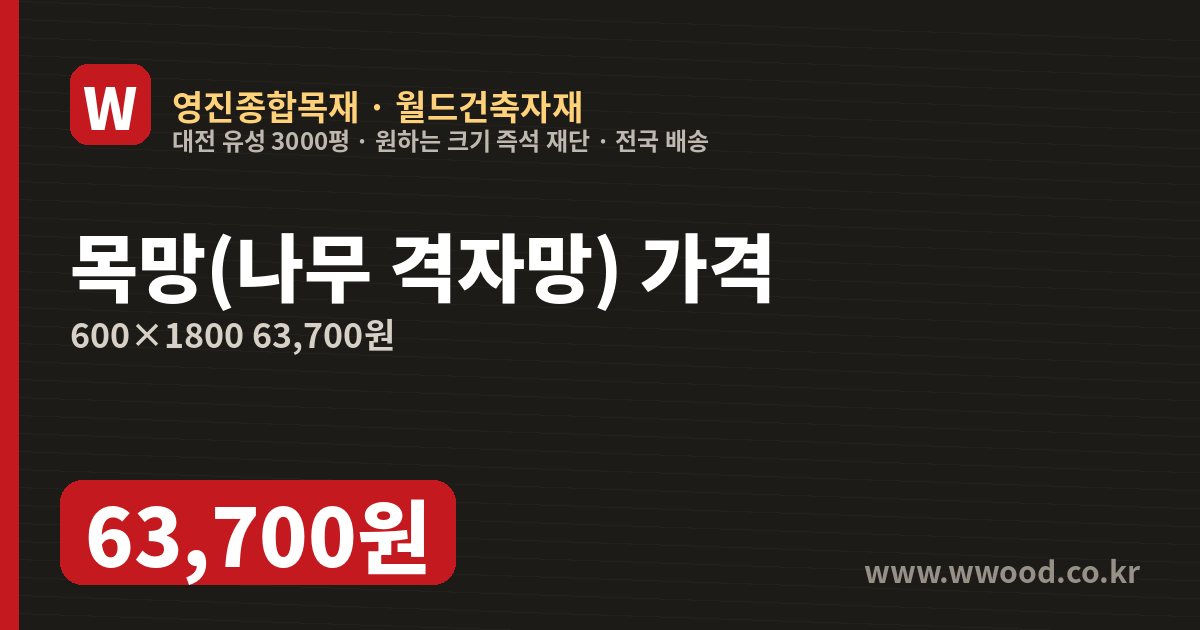 W
영진종합목재 · 월드건축자재
대전 유성 3000평 · 원하는 크기 즉석 재단 · 전국 배송
목망(나무 격자망) 가격
600×1800 63,700원
63,700원
www.wwood.co.kr